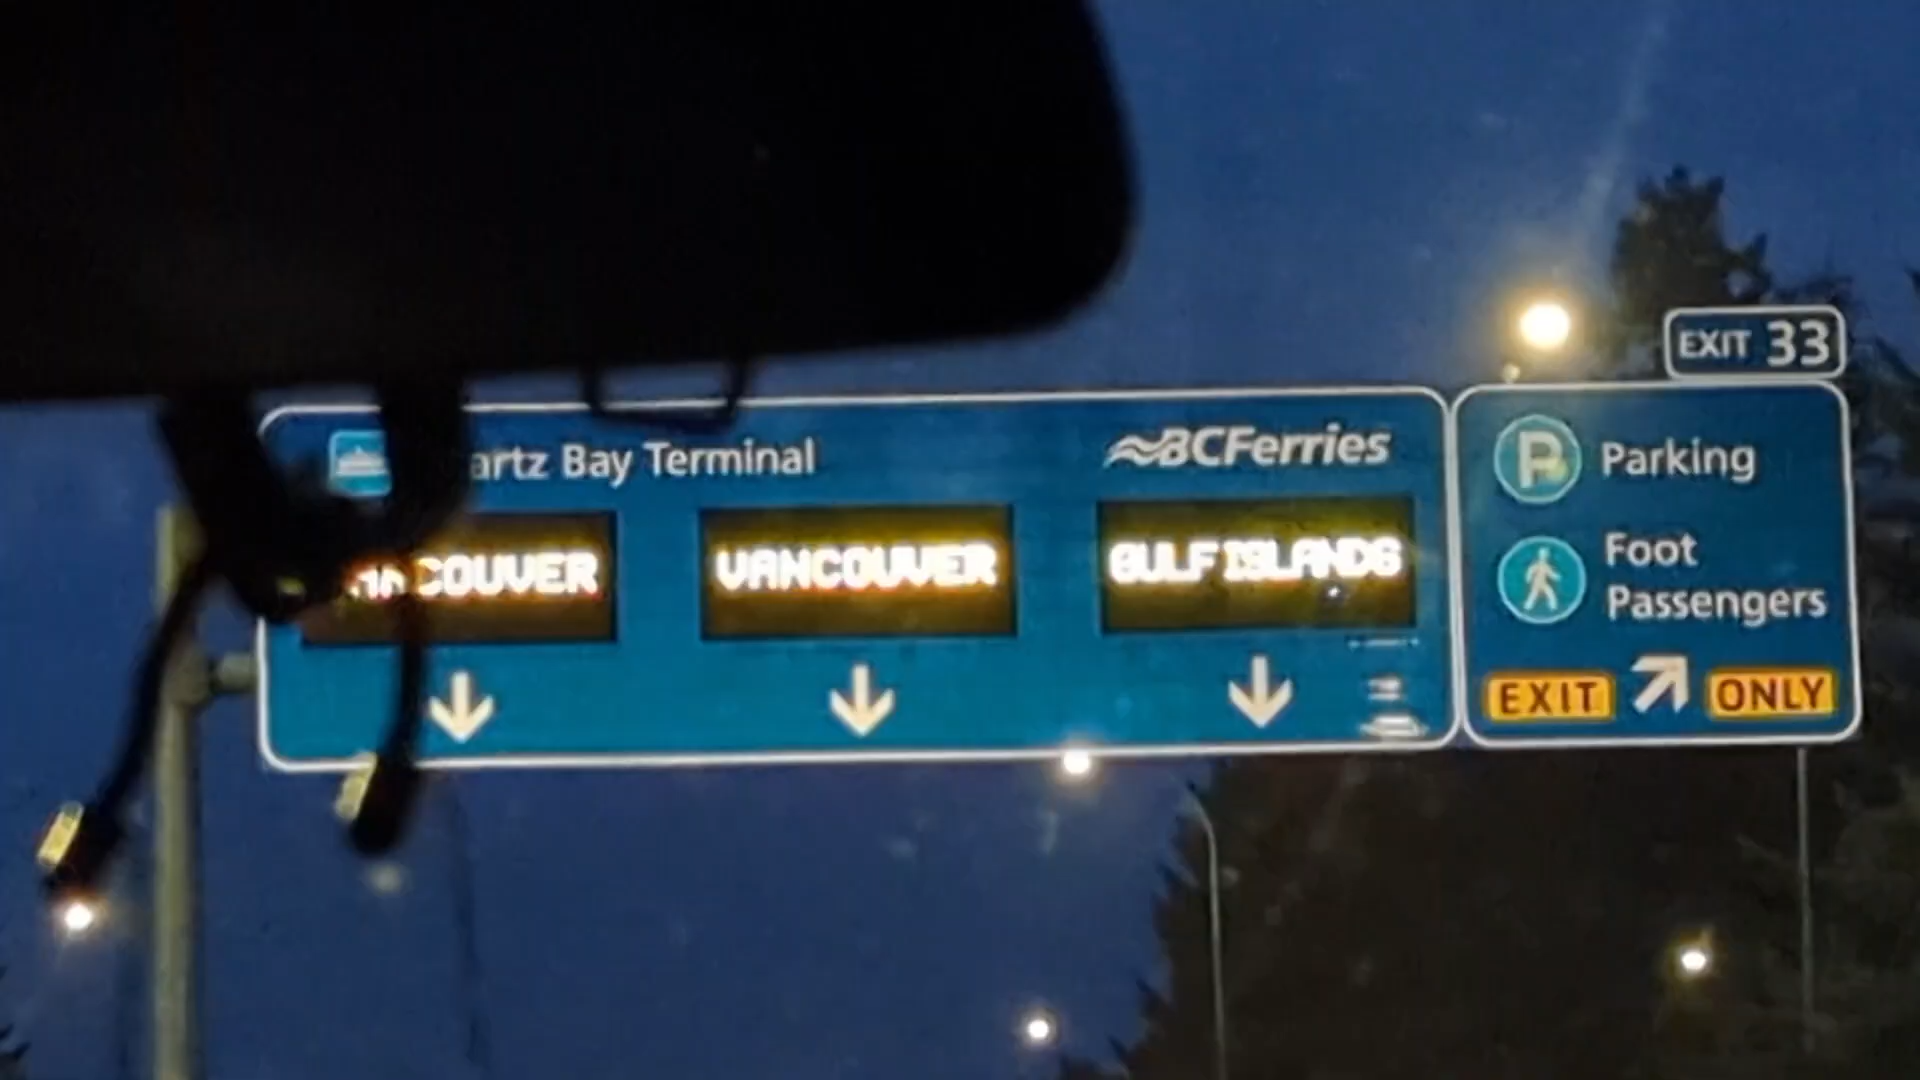 EXIT 33
artz Bay Terminal
BCFerries
COUVER
VANCOUVER
GULF ISLANDS
P Parking
Foot
Passengers
EXIT ONLY